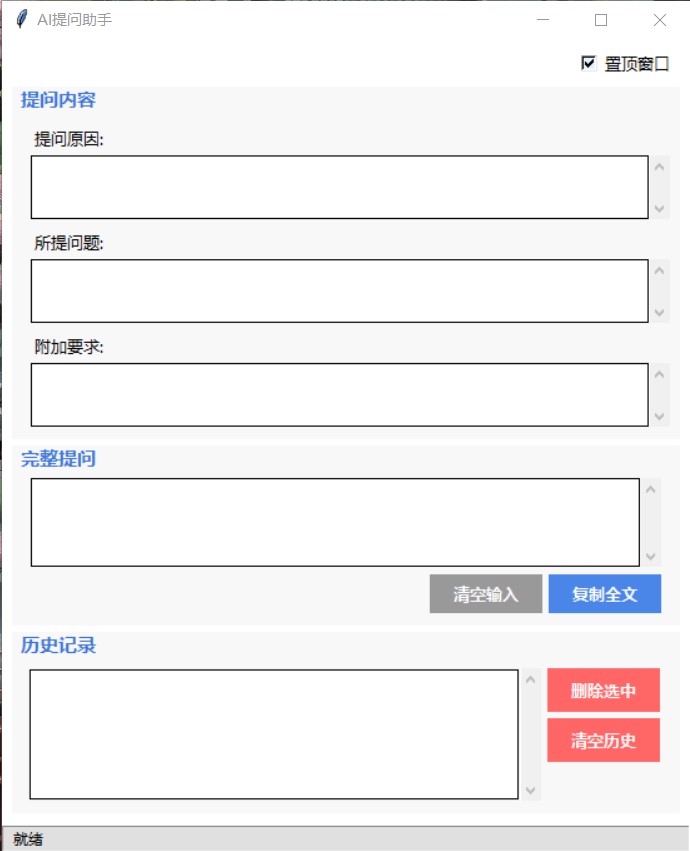 AI提问助手
置顶窗口
提问内容
提问原因:
所提问题:
附加要求:
完整提问
清空输入
复制全文
历史记录
删除选中
清空历史
就绪